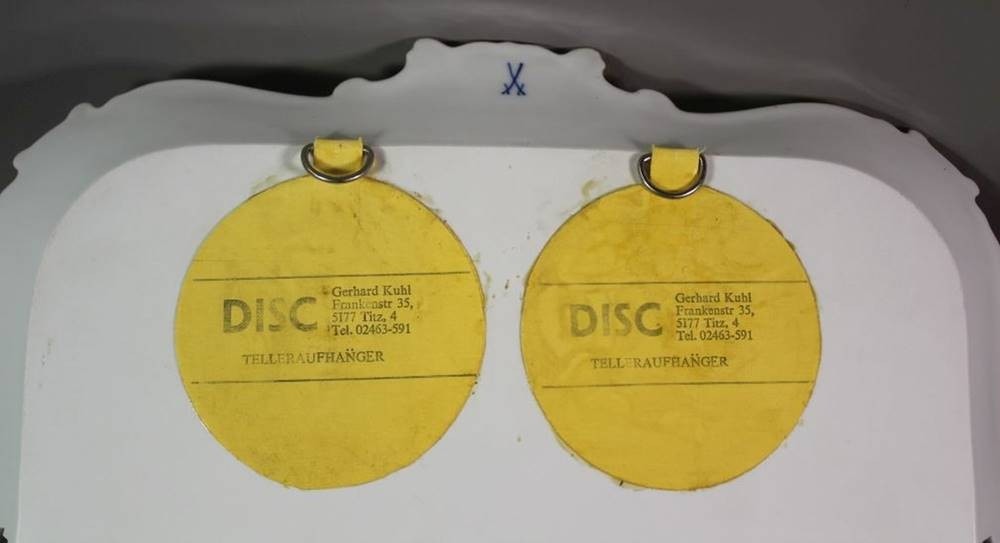 DISC
Gerhard Kuhl
Frankenstr 35,
5177 Titz, 4
Tel. 02463-591
TELLERAUFHÄNGER
DISC
Gerhard Kuhl
Frankenstr 35,
5177 Titz, 4
Tel. 02463-591
TELLERAUFHÄNGER